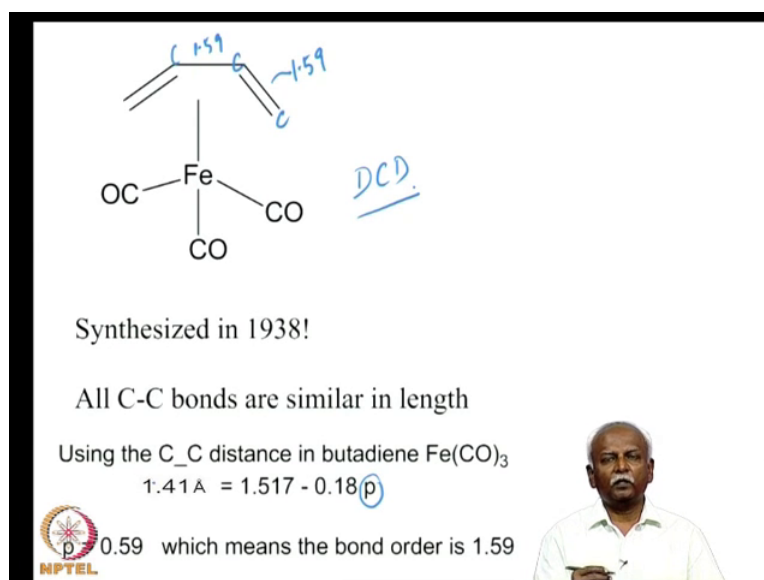 C 1.59
C ~1.59
C
Fe
OC
CO
CO
DCD
Synthesized in 1938!
All C-C bonds are similar in length
Using the C_C distance in butadiene Fe(CO)3
1.41A = 1.517 - 0.18 p
p = 0.59 which means the bond order is 1.59
NPTEL